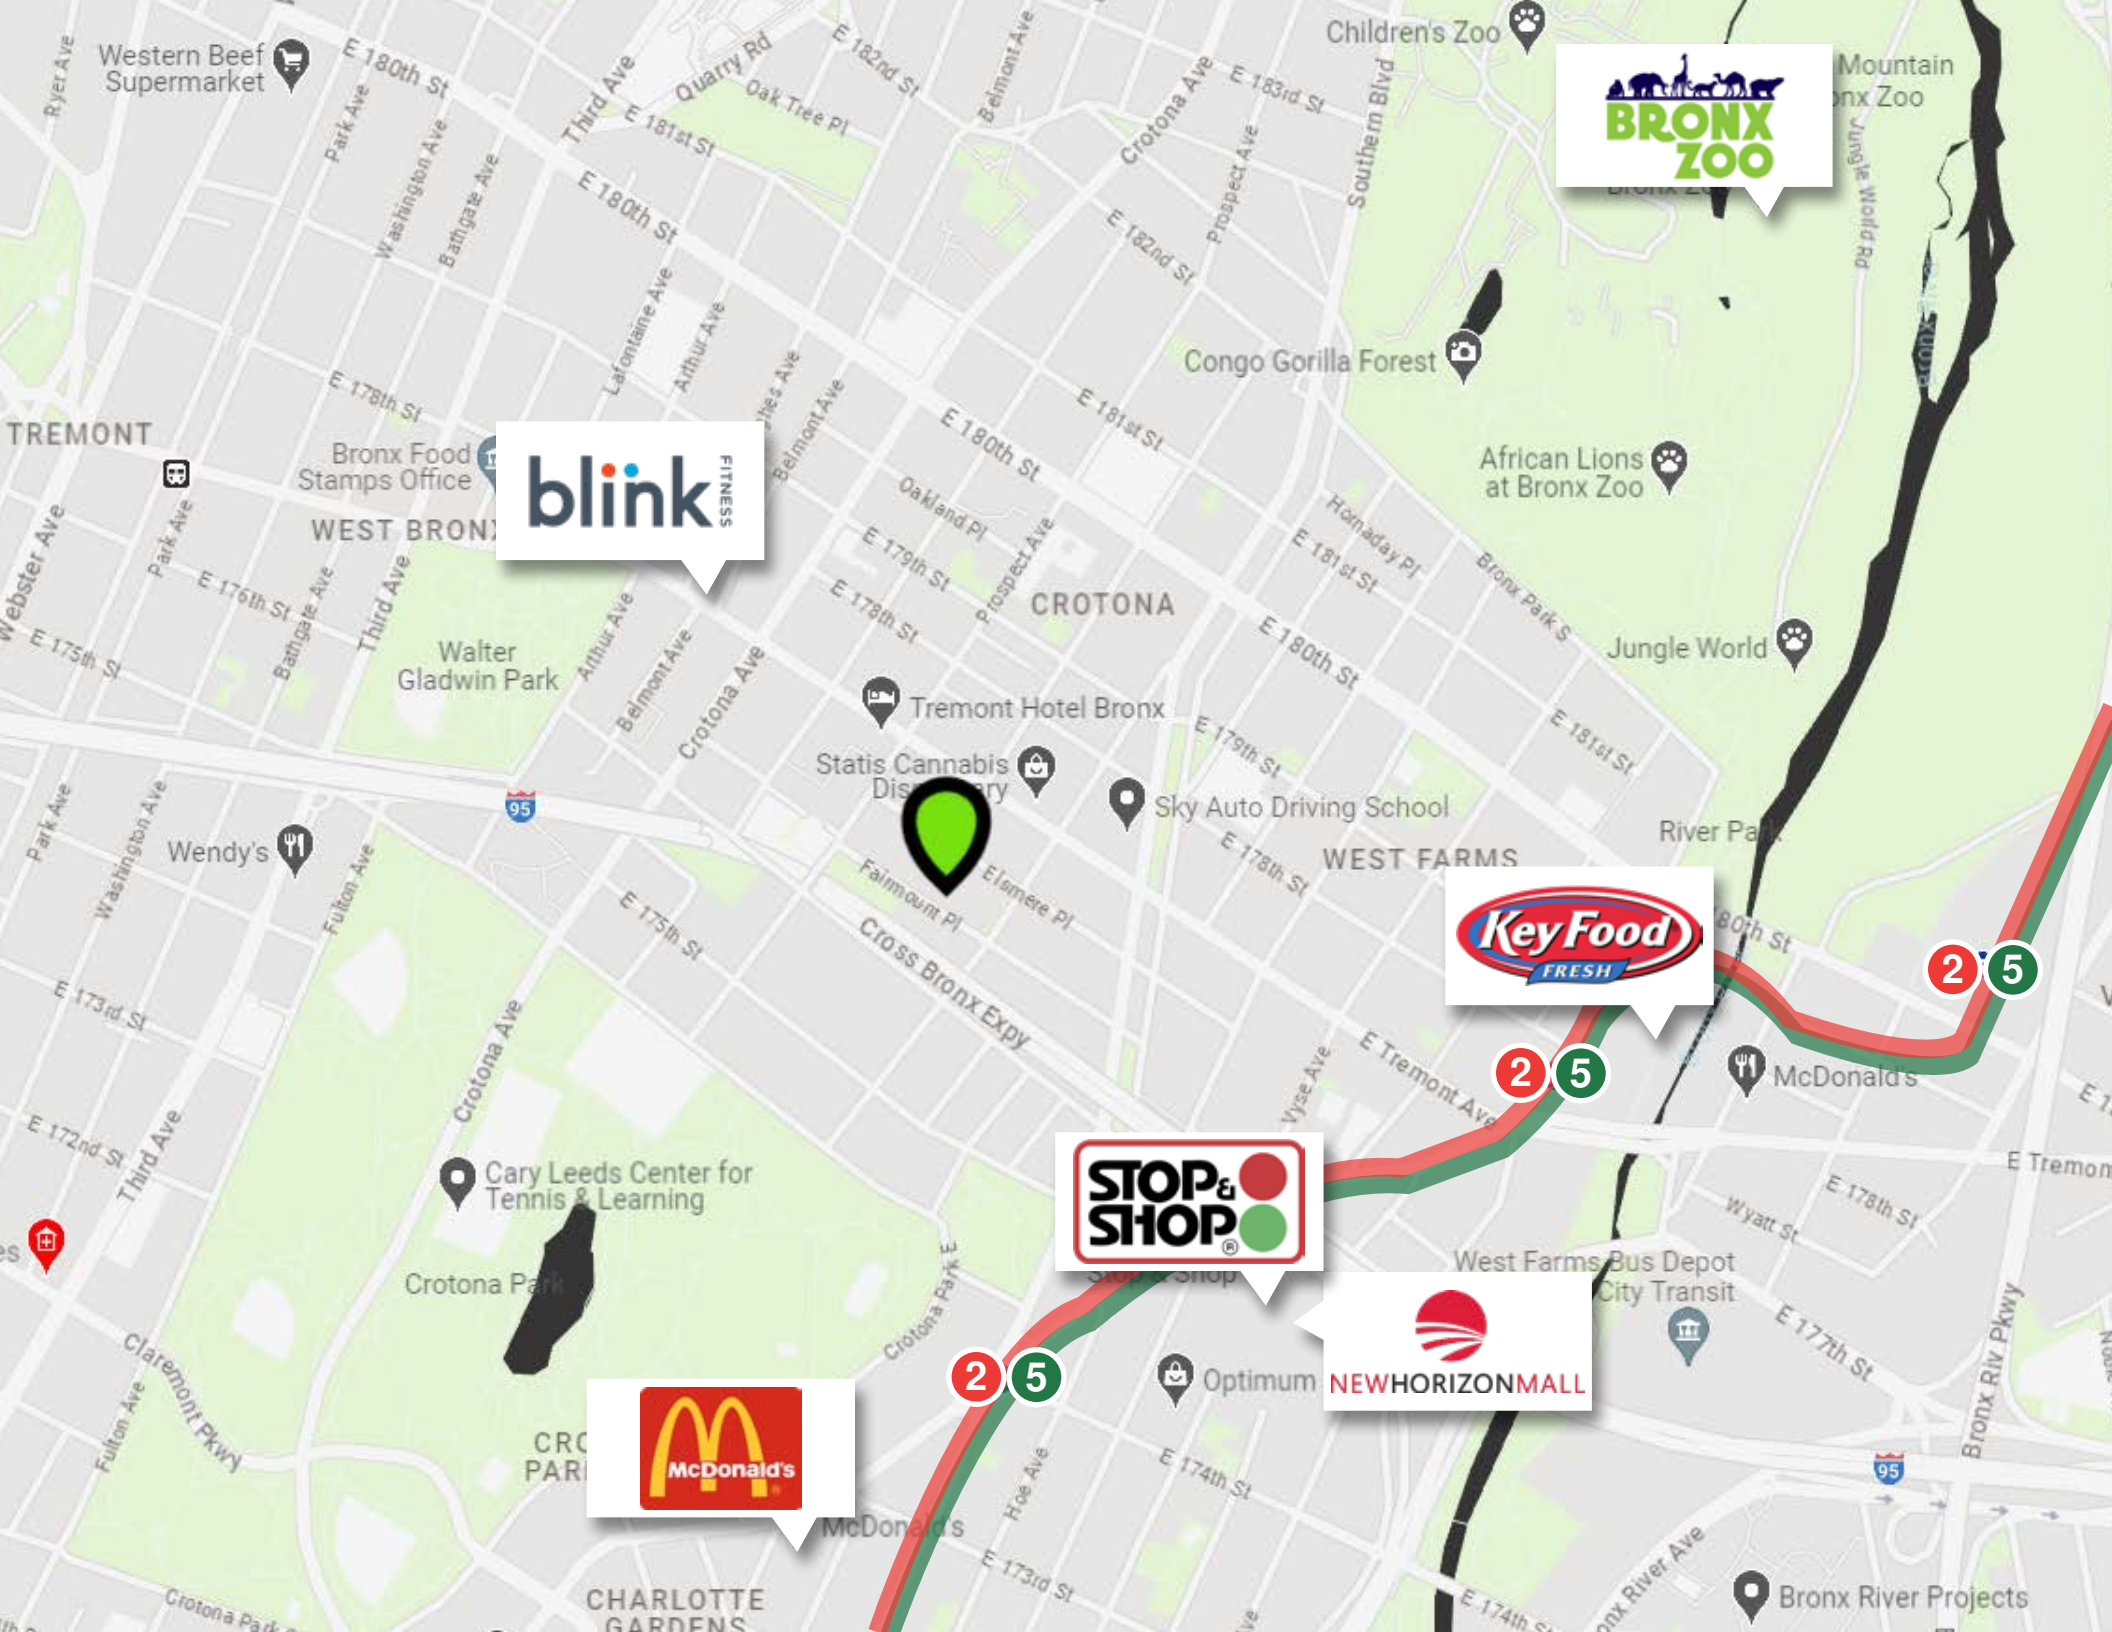 Western Beef
Supermarket
E 180th St
Ryer Ave
Park Ave
Washington Ave
Bathgate Ave
Third Ave
Quarry Rd
E 182nd St
Oak Tree Pl
E 181st St
Belmont Ave
Crotona Ave
E 183rd St
Prospect Ave
Southern Blvd
Children's Zoo
BRONX
ZOO
Mountain
Bronx Zoo
Jungle World Rd
E 180th St
E 182nd St
Lafontaine Ave
Arthur Ave
Belmont Ave
Congo Gorilla Forest
E 178th St
E 181st St
E 180th St
TREMONT
Bronx Food
Stamps Office
WEST BRONX
blink
FITNESS
African Lions
at Bronx Zoo
Oakland Pl
E 179th St
E 178th St
Prospect Ave
Hornaday Pl
E 181st St
Bronx Park S
Webster Ave
Park Ave
E 176th St
Bathgate Ave
Third Ave
E 175th St
Walter
Gladwin Park
Arthur Ave
Belmont Ave
Crotona Ave
CROTONA
E 180th St
Jungle World
Tremont Hotel Bronx
E 179th St
E 181st St
Statis Cannabis
95
Sky Auto Driving School
E 178th St
WEST FARMS
River Park
Park Ave
Washington Ave
Wendy's
Fulton Ave
E 175th St
Fairmount Pl
Elsmere Pl
Cross Bronx Expy
Key Food
FRESH
180th St
2 5
E 173rd St
Crotona Ave
Vyse Ave
E Tremont Ave
2 5
McDonald's
E 172nd St
Third Ave
Cary Leeds Center for
Tennis & Learning
STOP&
SHOP®
Stop & Shop
E Tremon
E 178th St
Wyatt St
West Farms Bus Depot
City Transit
Crotona Park
Crotona Park E
Claremont Pkwy
Fulton Ave
2 5
Optimum
NEWHORIZONMALL
E 177th St
Bronx Riv Pkwy
McDonald's
McDonald's
Hoe Ave
E 174th St
95
E 173rd St
CHARLOTTE
GARDENS
Crotona Park
E 174th St
Bronx River Projects